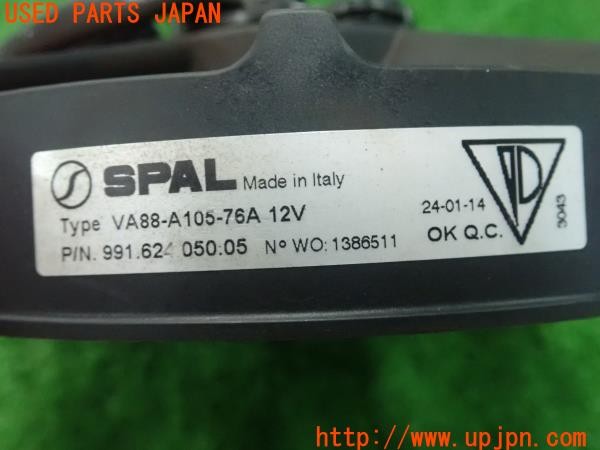 USED PARTS JAPAN
SPAL Made in Italy
Type VA88-A105-76A 12V
P/N. 991.624 050.05 N° WO: 1386511
24-01-14
OK Q.C.
3043
UPJ
http://www.upjpn.com/